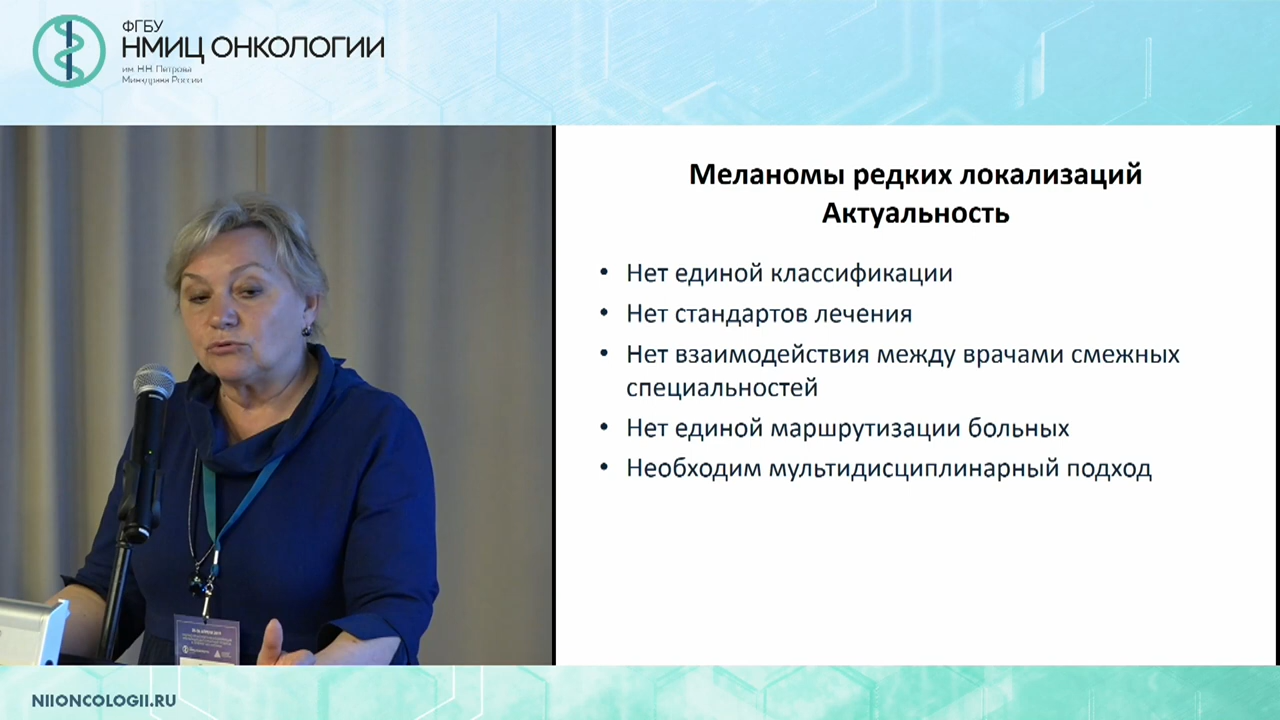 ФГБУ
НМИЦ ОНКОЛОГИИ
им. Н.Н. Петрова
Минздрава России
Меланомы редких локализаций
Актуальность
• Нет единой классификации
• Нет стандартов лечения
• Нет взаимодействия между врачами смежных
специальностей
• Нет единой маршрутизации больных
• Необходим мультидисциплинарный подход
NIIONCOLOGII.RU